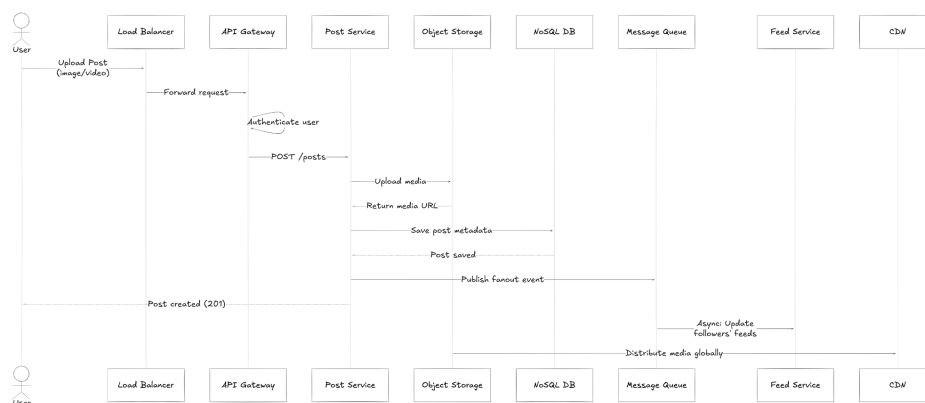 User
Load Balancer
API Gateway
Post Service
Object Storage
NoSQL DB
Message Queue
Feed Service
CDN
Upload Post
(image/video)
Forward request
Authenticate user
POST /posts
Upload media
Return media URL
Save post metadata
Post saved
Publish fanout event
Post created (201)
Async: Update
followers' feeds
Distribute media globally
User
Load Balancer
API Gateway
Post Service
Object Storage
NoSQL DB
Message Queue
Feed Service
CDN